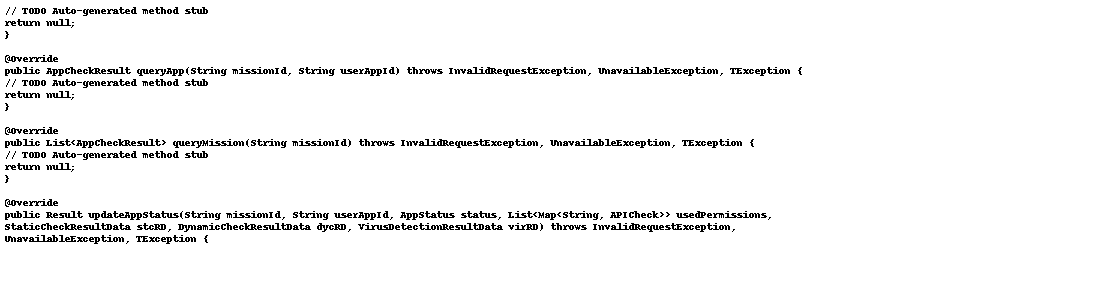 // TODO Auto-generated method stub
return null;
}

@Override
public AppCheckResult queryApp(String missionId, String userAppId) throws InvalidRequestException, UnavailableException, TException {
// TODO Auto-generated method stub
return null;
}

@Override
public List<AppCheckResult> queryMission(String missionId) throws InvalidRequestException, UnavailableException, TException {
// TODO Auto-generated method stub
return null;
}

@Override
public Result updateAppStatus(String missionId, String userAppId, AppStatus status, List<Map<String, APICheck>> usedPermissions,
StaticCheckResultData stcRD, DynamicCheckResultData dycRD, VirusDetectionResultData virRD) throws InvalidRequestException,
UnavailableException, TException {